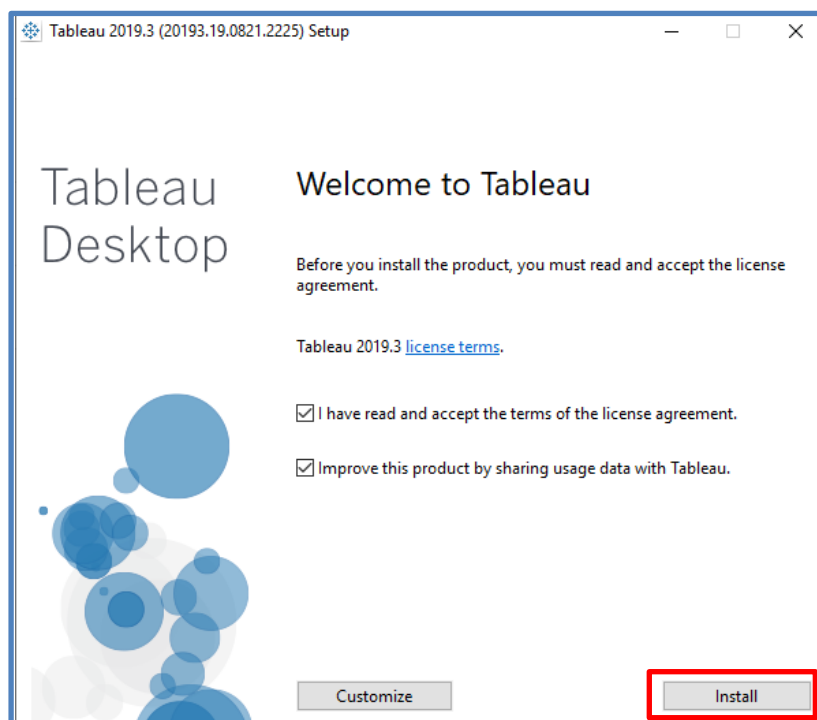 Tableau 2019.3 (20193.19.0821.2225) Setup
Tableau
Desktop
Welcome to Tableau
Before you install the product, you must read and accept the license
agreement.
Tableau 2019.3 license terms.
I have read and accept the terms of the license agreement.
Improve this product by sharing usage data with Tableau.
Customize
Install